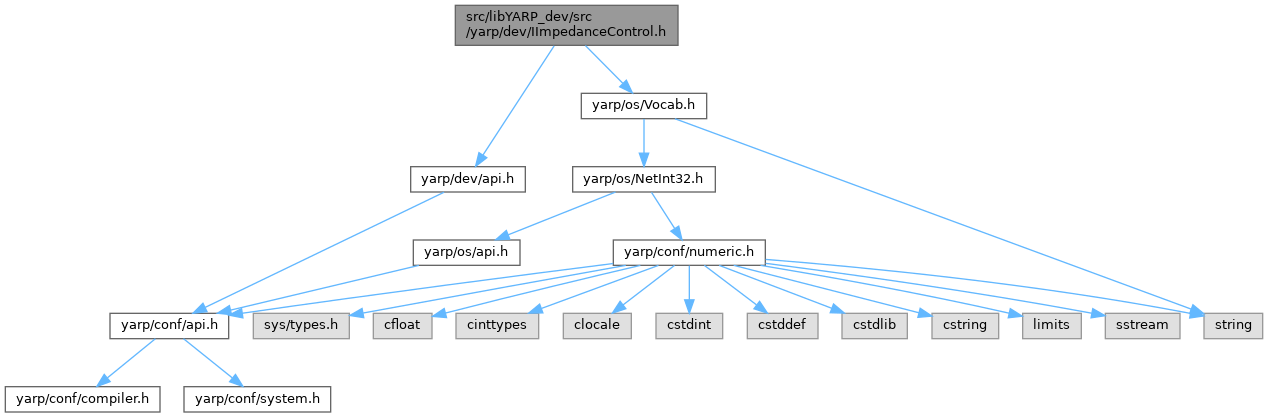 src/libYARP_dev/src
/yarp/dev/IImpedanceControl.h
yarp/os/Vocab.h
yarp/dev/api.h
yarp/os/NetInt32.h
yarp/os/api.h
yarp/conf/numeric.h
yarp/conf/api.h
sys/types.h
cfloat
cinttypes
clocale
cstdint
cstddef
cstdlib
cstring
limits
sstream
string
yarp/conf/compiler.h
yarp/conf/system.h